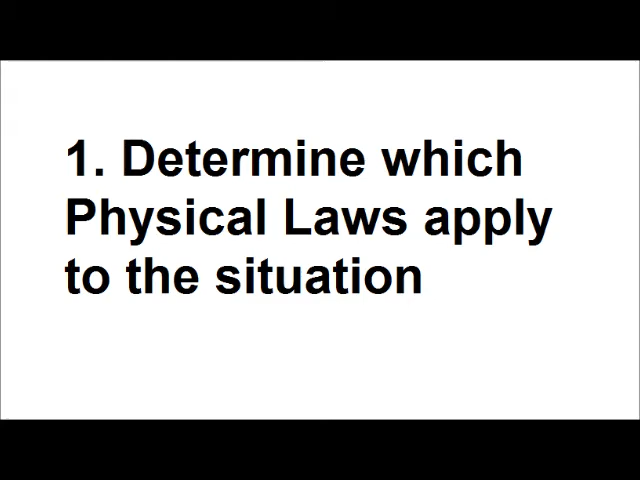 1. Determine which
Physical Laws apply
to the situation